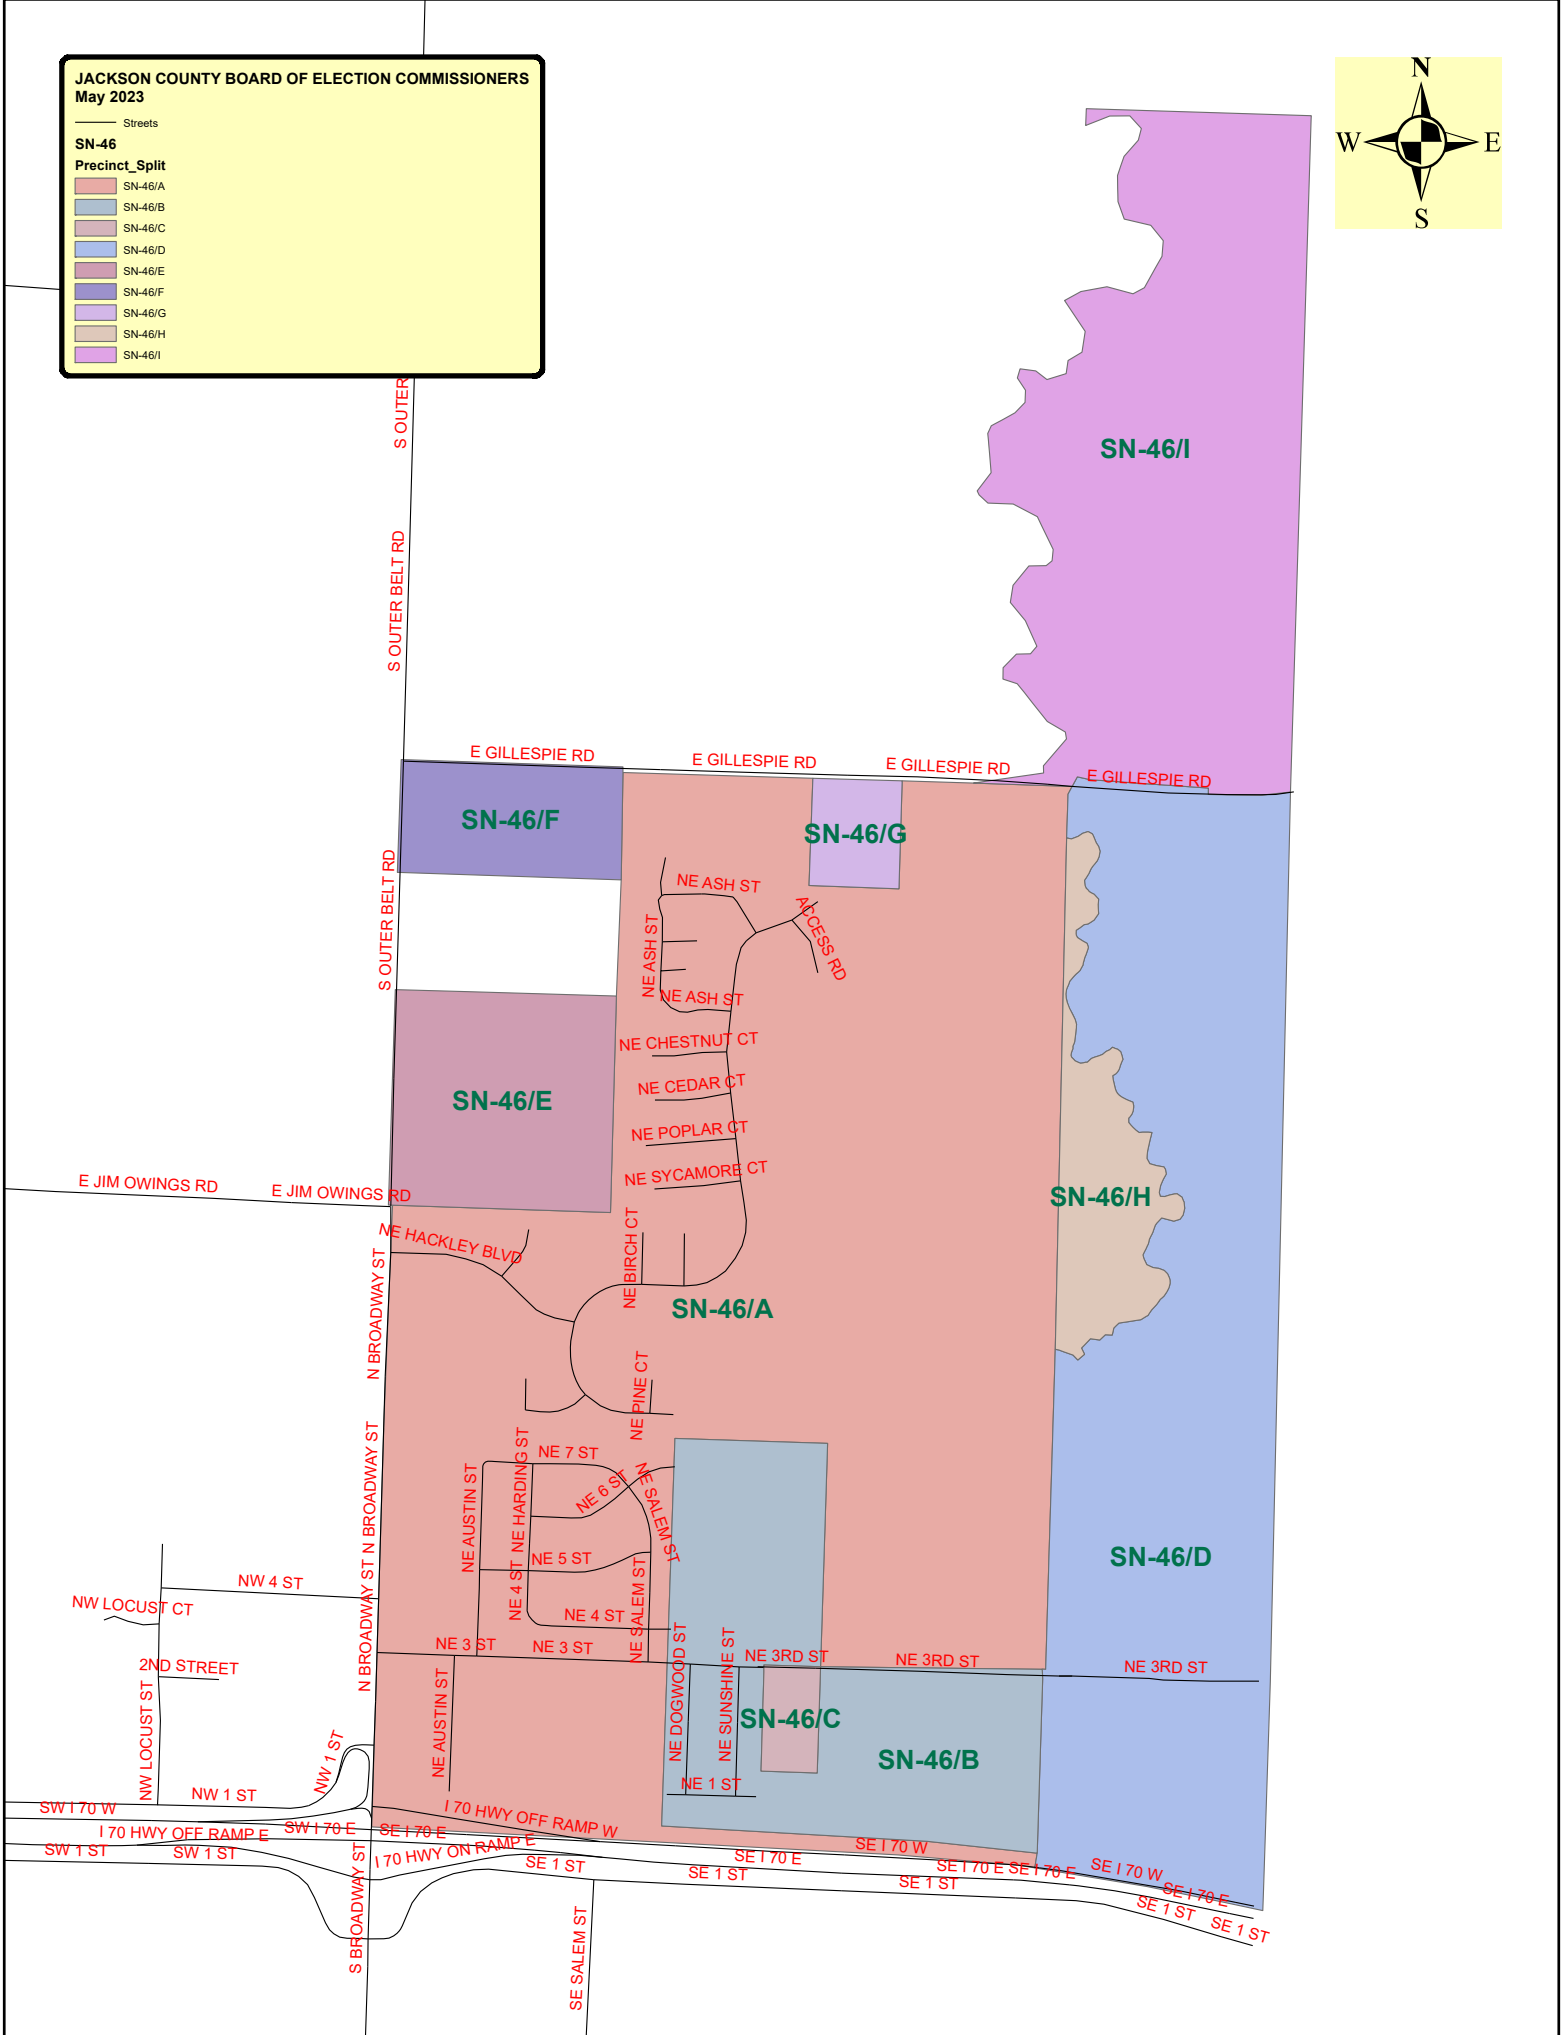 JACKSON COUNTY BOARD OF ELECTION COMMISSIONERS
May 2023
Streets
SN-46
Precinct_Split
SN-46/A
SN-46/B
SN-46/C
SN-46/D
SN-46/E
SN-46/F
SN-46/G
SN-46/H
SN-46/I
N
W
E
S
S OUTER
SN-46/I
S OUTER BELT RD
E GILLESPIE RD
E GILLESPIE RD
E GILLESPIE RD
E GILLESPIE RD
SN-46/F
SN-46/G
S OUTER BELT RD
NE ASH ST
ACCESS RD
NE ASH ST
NE ASH ST
NE CHESTNUT CT
NE CEDAR CT
SN-46/E
NE POPLAR CT
NE SYCAMORE CT
E JIM OWINGS RD
E JIM OWINGS RD
SN-46/H
NE HACKLEY BLVD
NE BIRCH CT
N BROADWAY ST
SN-46/A
NE PINE CT
N BROADWAY ST
NE 7 ST
NE HARDING ST
NE AUSTIN ST
NE 6 ST
NE SALEM ST
NE 5 ST
SN-46/D
NE 4 ST
NW 4 ST
NW LOCUST CT
N BROADWAY ST
NE SALEM ST
NE 4 ST
NE 3 ST
NE 3 ST
NE DOGWOOD ST
NE SUNSHINE ST
NE 3RD ST
NE 3RD ST
NE 3RD ST
2ND STREET
NW LOCUST ST
NE AUSTIN ST
SN-46/C
SN-46/B
NW 1 ST
NE 1 ST
NW 1 ST
SW I 70 W
I 70 HWY OFF RAMP W
I 70 HWY OFF RAMP E
SW I 70 E
SE I 70 E
SE I 70 W
SW 1 ST
SW 1 ST
I 70 HWY ON RAMP E
SE I 70 E
SE 1 ST
SE I 70 E
SE I 70 E
SE I 70 W
SE 1 ST
SE 1 ST
SE I 70 E
SE 1 ST
SE 1 ST
S BROADWAY ST
SE SALEM ST